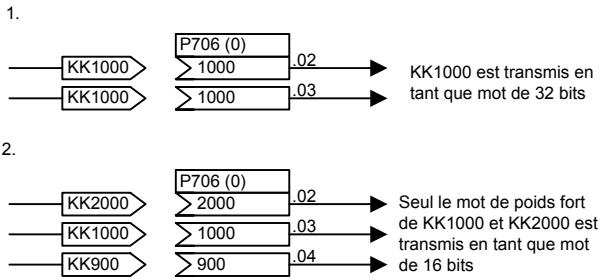 1.
P706 (0)
KK1000 1000 .02
KK1000 1000 .03
KK1000 est transmis en
tant que mot de 32 bits
2.
P706 (0)
KK2000 2000 .02
KK1000 1000 .03
KK900 900 .04
Seul le mot de poids fort
de KK1000 et KK2000 est
transmis en tant que mot
de 16 bits